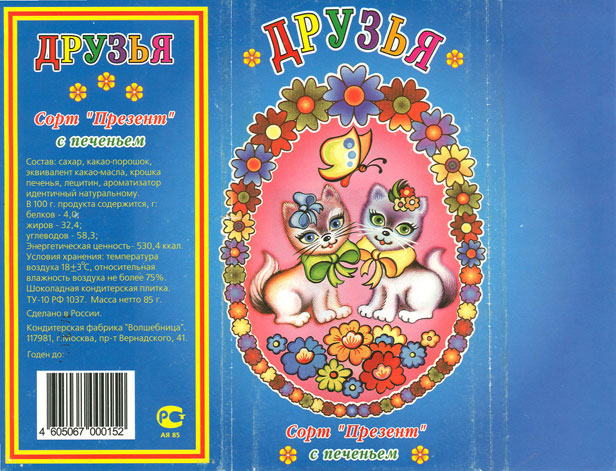 ДРУЗЬЯ
Сорт "Презент"
с печеньем
Состав: сахар, какао-порошок,
эквивалент какао-масла, крошка
печенья, лецитин, ароматизатор
идентичный натуральному.
В 100 г. продукта содержится, г:
белков - 4,0;
жиров - 32,4;
углеводов - 58,3;
Энергетическая ценность - 530,4 ккал.
Условия хранения: температура
воздуха 18±3°С, относительная
влажность воздуха не более 75%.
Шоколадная кондитерская плитка.
ТУ-10 РФ 1037. Масса нетто 85 г.
Сделано в России.
Кондитерская фабрика "Волшебница".
117981, г.Москва, пр-т Вернадского, 41.
Годен до:
4 605067 000152
РСТ
АЯ 85
ДРУЗЬЯ
Сорт "Презент"
с печеньем